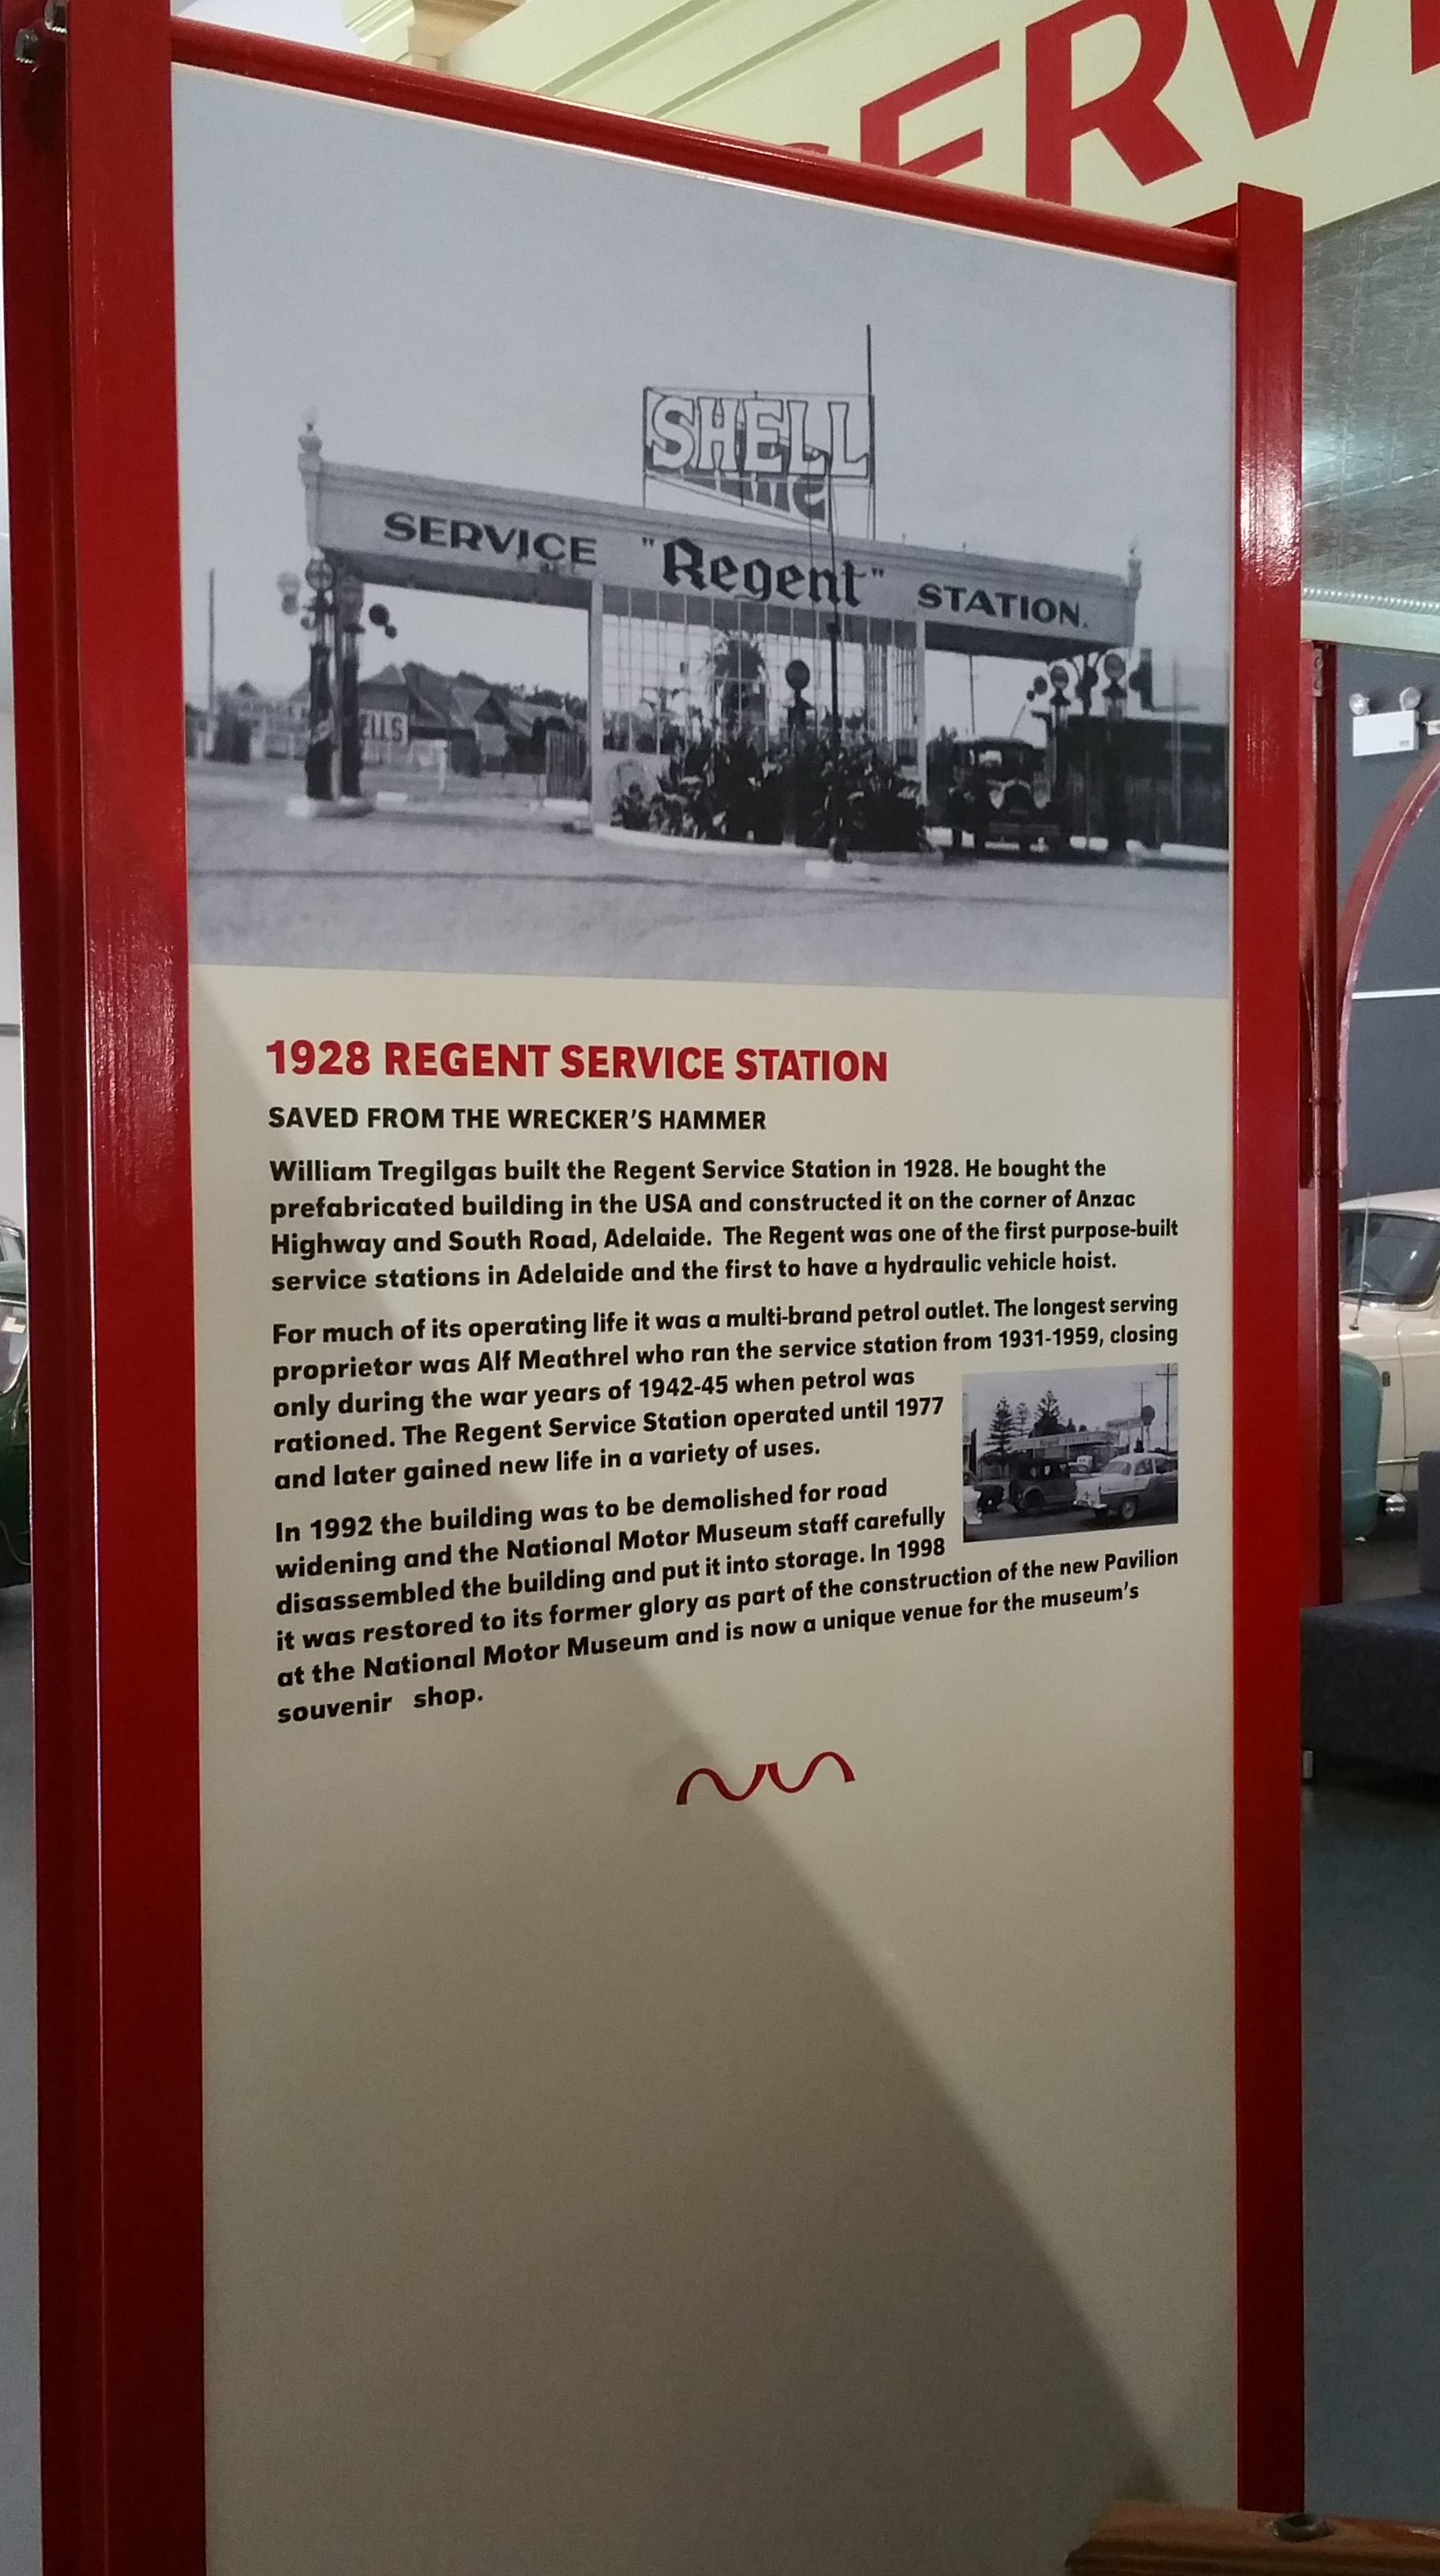 SERV
SHELL
SERVICE "Regent" STATION.
ELLS
1928 REGENT SERVICE STATION
SAVED FROM THE WRECKER'S HAMMER
William Tregilgas built the Regent Service Station in 1928. He bought the
prefabricated building in the USA and constructed it on the corner of Anzac
Highway and South Road, Adelaide. The Regent was one of the first purpose-built
service stations in Adelaide and the first to have a hydraulic vehicle hoist.
For much of its operating life it was a multi-brand petrol outlet. The longest serving
proprietor was Alf Meathrel who ran the service station from 1931-1959, closing
only during the war years of 1942-45 when petrol was
rationed. The Regent Service Station operated until 1977
and later gained new life in a variety of uses.
In 1992 the building was to be demolished for road
widening and the National Motor Museum staff carefully
disassembled the building and put it into storage. In 1998
it was restored to its former glory as part of the construction of the new Pavilion
at the National Motor Museum and is now a unique venue for the museum's
souvenir shop.